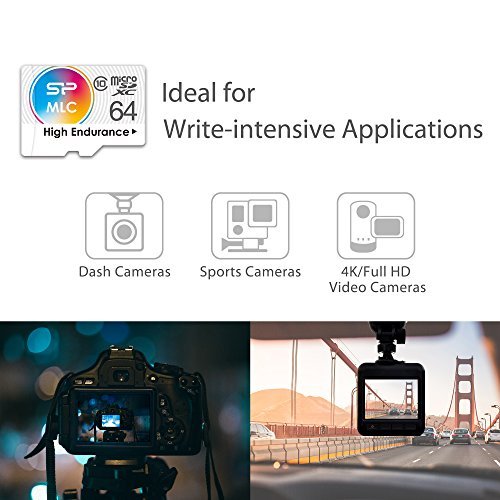 SP
MLC
10
micro
SD
XC
64
High Endurance
Ideal for
Write-intensive Applications
Dash Cameras
Sports Cameras
4K/Full HD
Video Cameras